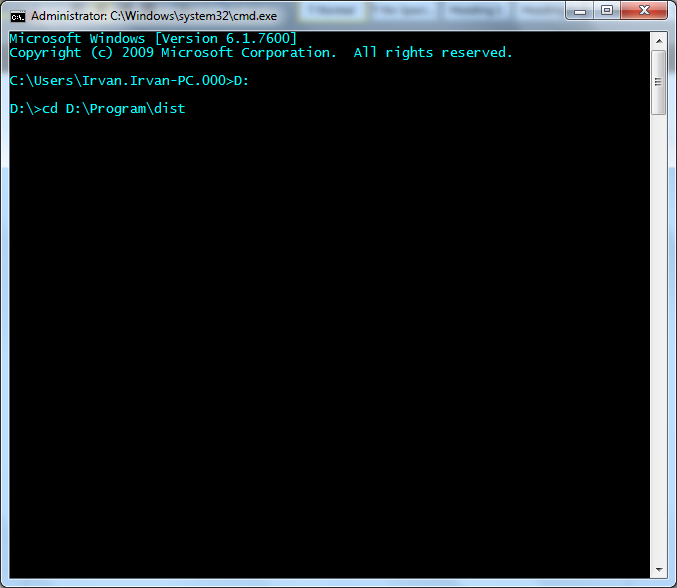 Administrator: C:\Windows\system32\cmd.exe
Microsoft Windows [Version 6.1.7600]
Copyright (c) 2009 Microsoft Corporation.  All rights reserved.
C:\Users\Irvan.Irvan-PC.000>D:
D:\>cd D:\Program\dist